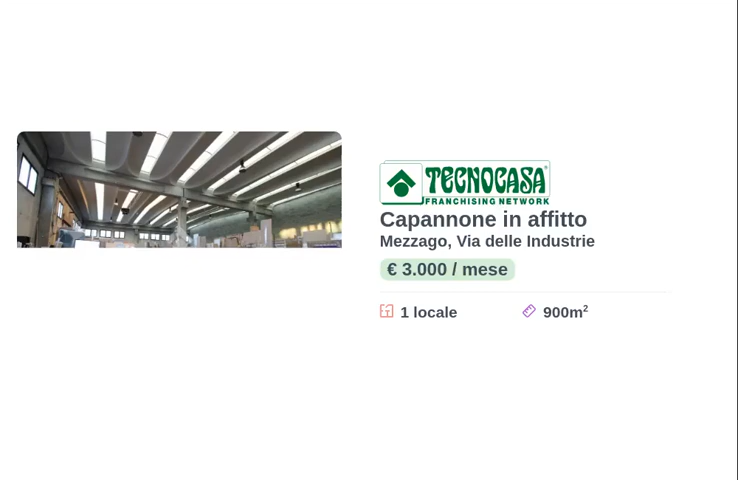 TECNOCASA
FRANCHISING NETWORK
Capannone in affitto
Mezzago, Via delle Industrie
€ 3.000 / mese
1 locale
900m²